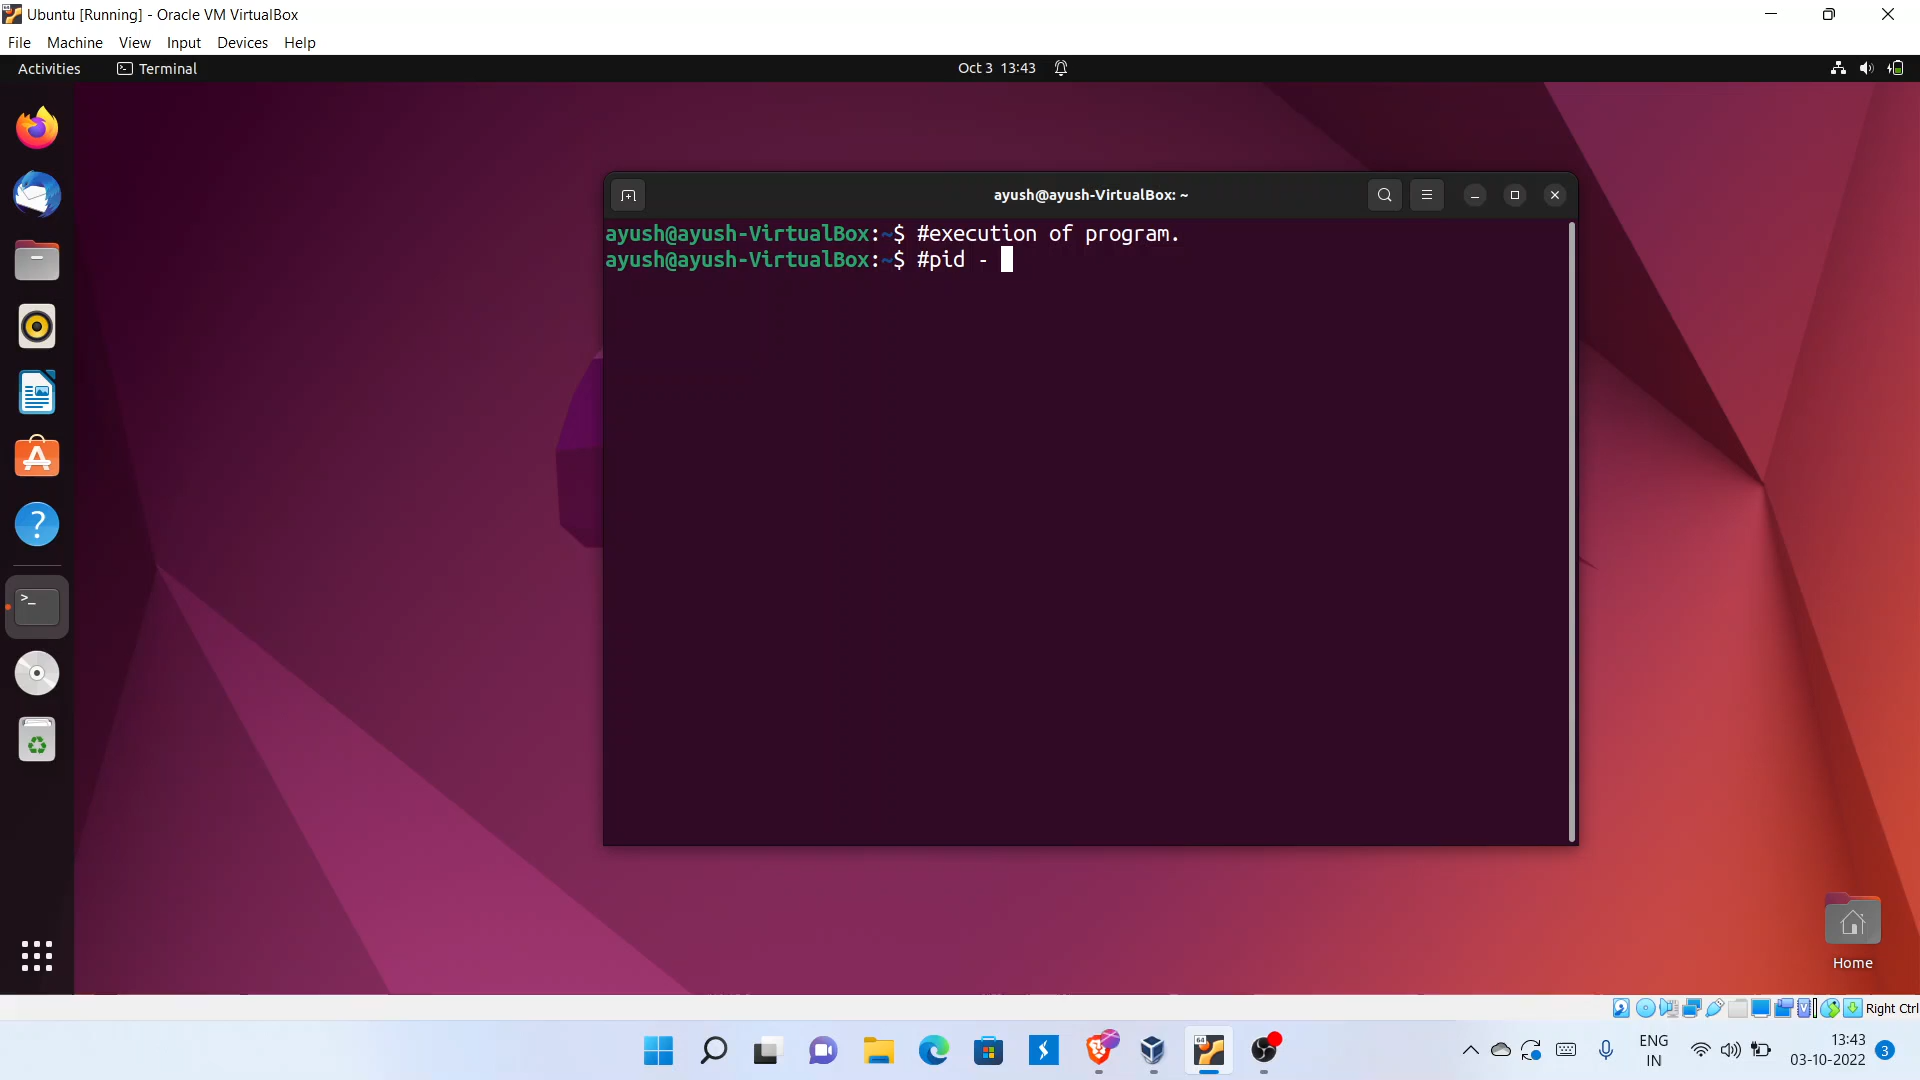 Ubuntu [Running] - Oracle VM VirtualBox
File Machine View Input Devices Help
Activities Terminal Oct 3 13:43
ayush@ayush-VirtualBox: ~
ayush@ayush-VirtualBox:~$ #execution of program.
ayush@ayush-VirtualBox:~$ #pid -
Home
Right Ctrl
ENG
IN
13:43
03-10-2022
3